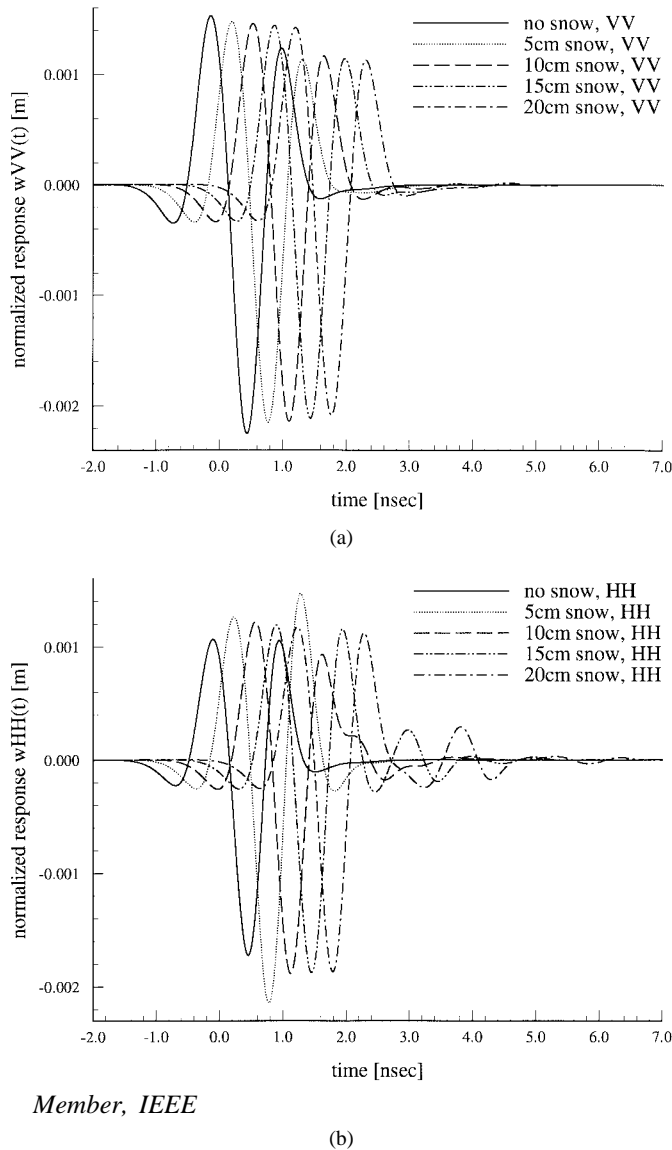 no snow, VV
5cm snow, VV
10cm snow, VV
15cm snow, VV
20cm snow, VV
normalized response wVV(t) [m]
0.001
0.000
-0.001
-0.002
-2.0 -1.0 0.0 1.0 2.0 3.0 4.0 5.0 6.0 7.0
time [nsec]
(a)
no snow, HH
5cm snow, HH
10cm snow, HH
15cm snow, HH
20cm snow, HH
normalized response wHH(t) [m]
0.001
0.000
-0.001
-0.002
-2.0 -1.0 0.0 1.0 2.0 3.0 4.0 5.0 6.0 7.0
time [nsec]
Member, IEEE
(b)